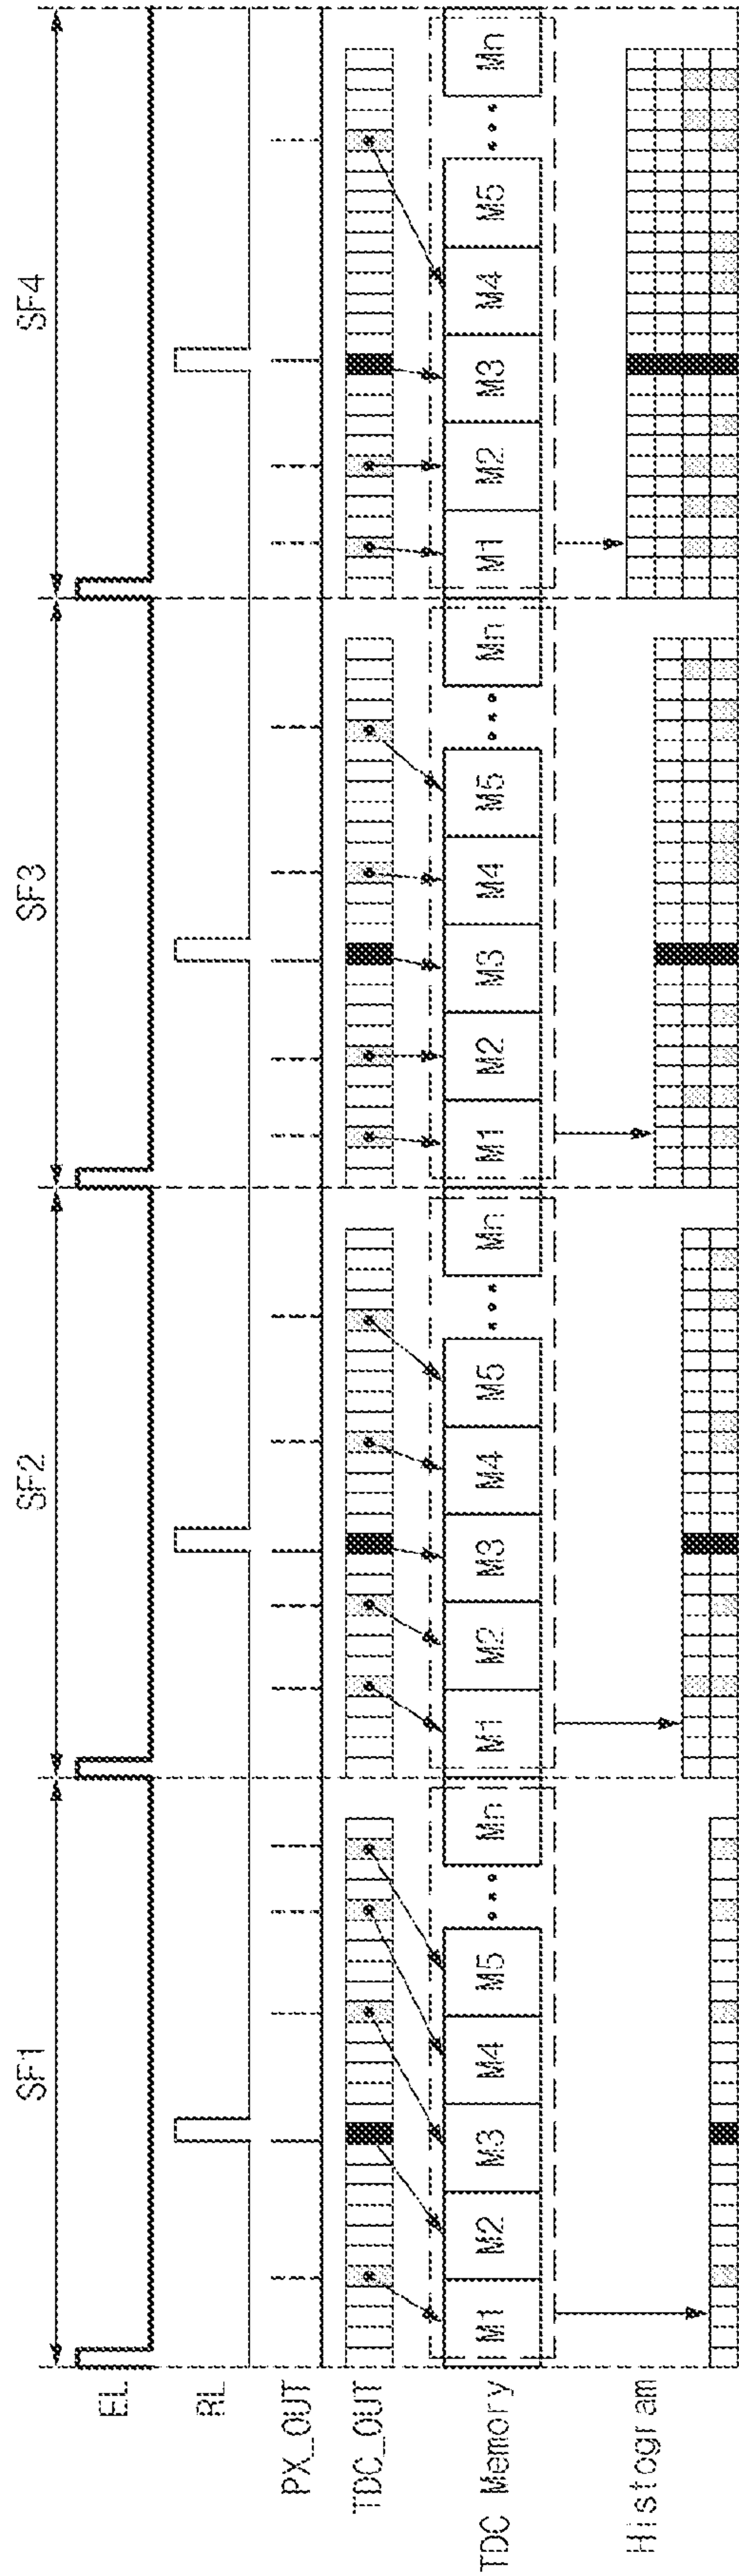 SF1 SF2 SF3 SF4
EL
RL
PX_OUT
TDC_OUT
TDC Memory M1 M2 M3 M4 M5 Mn M1 M2 M3 M4 M5 Mn M1 M2 M3 M4 M5 Mn M1 M2 M3 M4 M5 Mn
Histogram